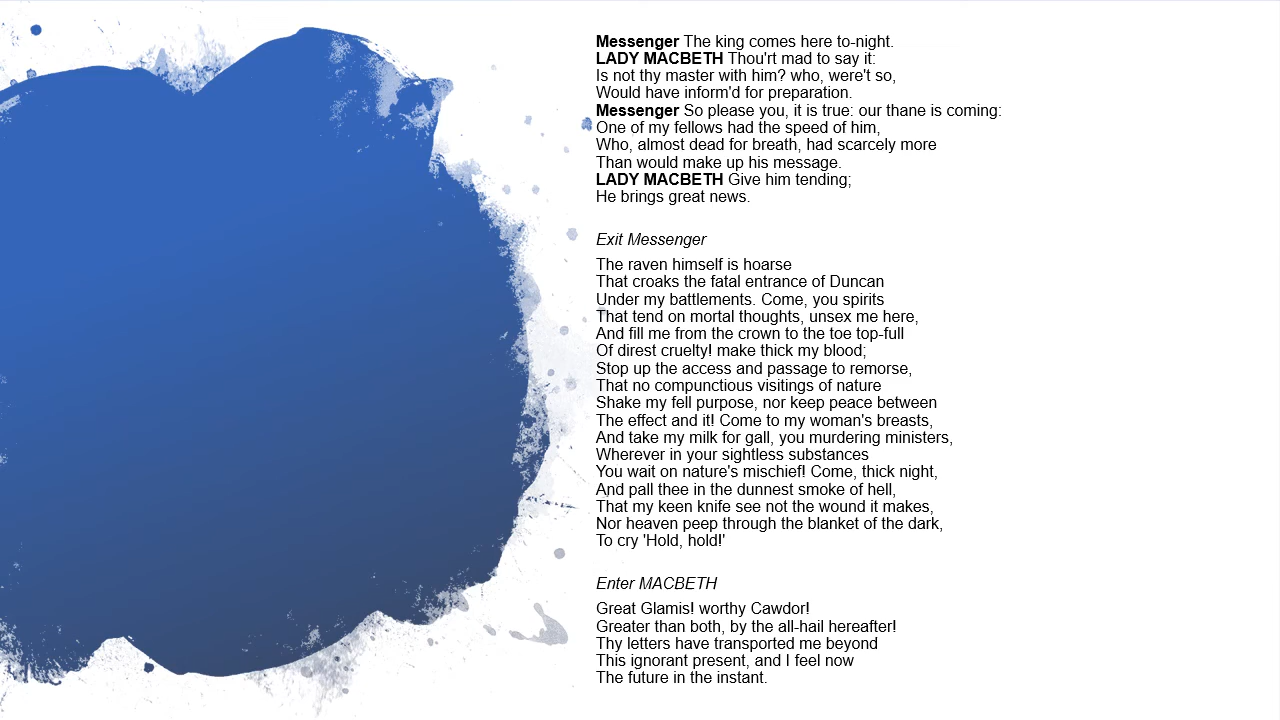 Messenger The king comes here to-night.
LADY MACBETH Thou'rt mad to say it:
Is not thy master with him? who, were't so,
Would have inform'd for preparation.
Messenger So please you, it is true: our thane is coming:
One of my fellows had the speed of him,
Who, almost dead for breath, had scarcely more
Than would make up his message.
LADY MACBETH Give him tending;
He brings great news.
Exit Messenger
The raven himself is hoarse
That croaks the fatal entrance of Duncan
Under my battlements. Come, you spirits
That tend on mortal thoughts, unsex me here,
And fill me from the crown to the toe top-full
Of direst cruelty! make thick my blood;
Stop up the access and passage to remorse,
That no compunctious visitings of nature
Shake my fell purpose, nor keep peace between
The effect and it! Come to my woman's breasts,
And take my milk for gall, you murdering ministers,
Wherever in your sightless substances
You wait on nature's mischief! Come, thick night,
And pall thee in the dunnest smoke of hell,
That my keen knife see not the wound it makes,
Nor heaven peep through the blanket of the dark,
To cry 'Hold, hold!'
Enter MACBETH
Great Glamis! worthy Cawdor!
Greater than both, by the all-hail hereafter!
Thy letters have transported me beyond
This ignorant present, and I feel now
The future in the instant.